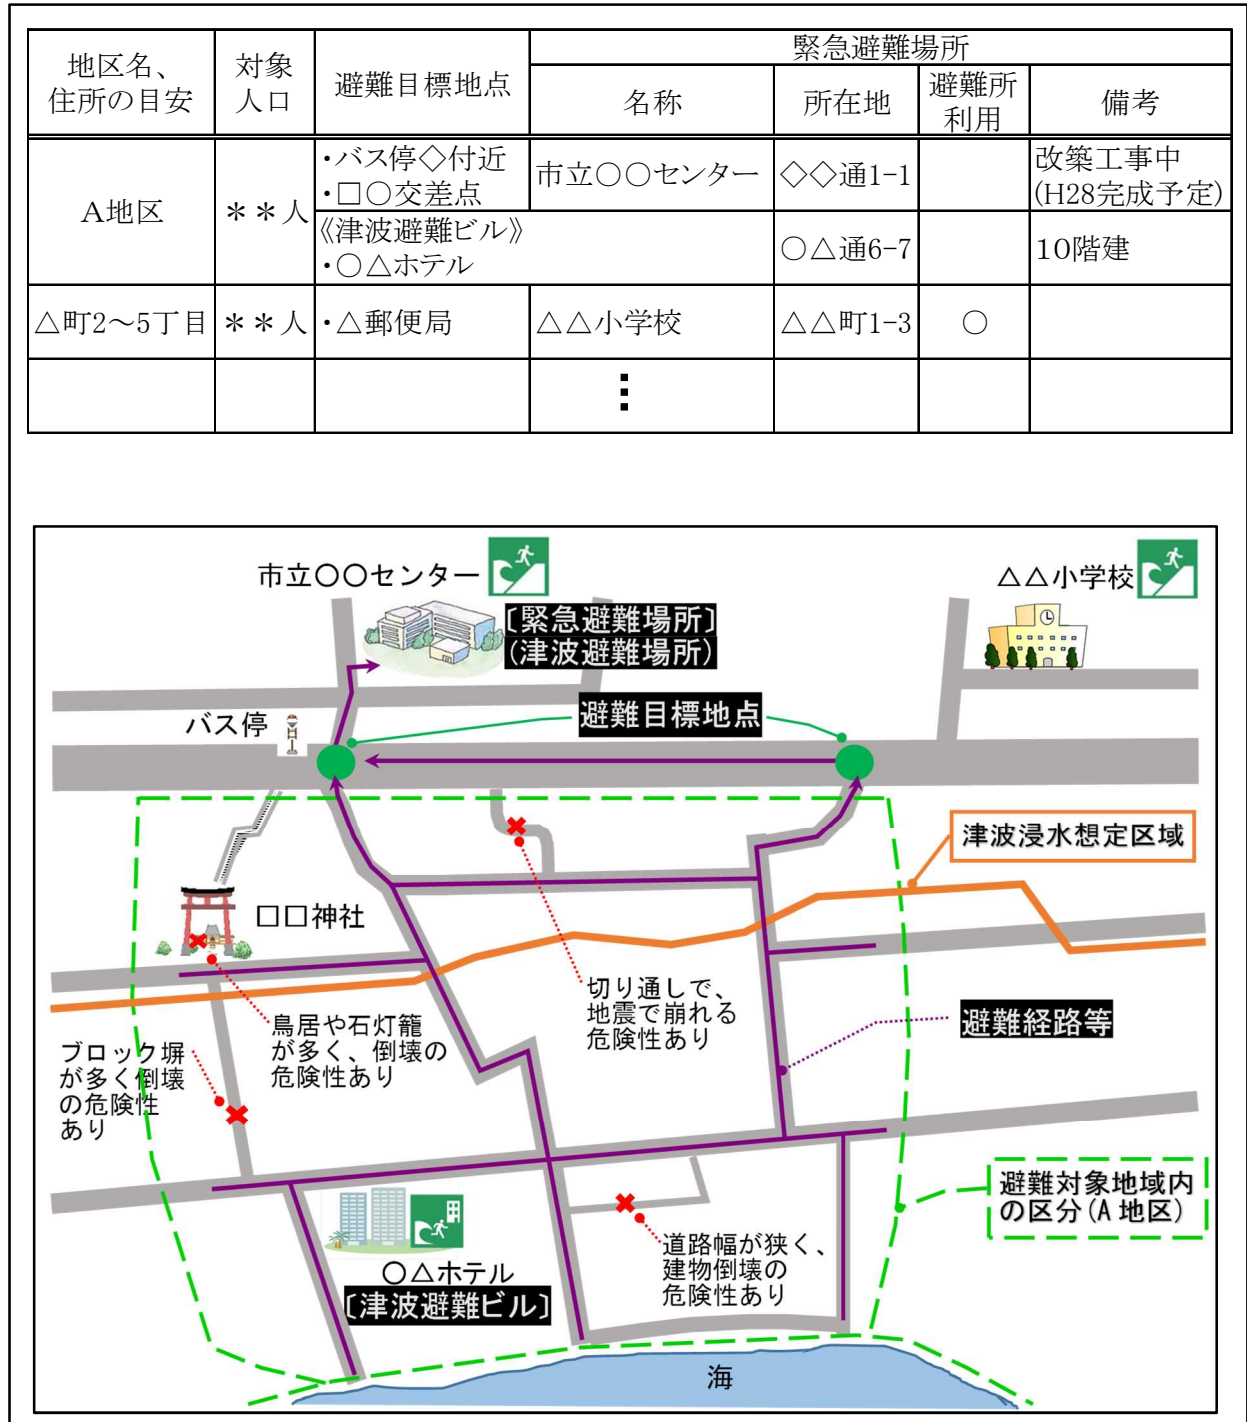 地区名、
住所の目安
対象
人口
避難目標地点
緊急避難場所
名称
所在地
避難所
利用
備考
A地区
＊＊人
・バス停◇付近
・□○交差点
市立○○センター
◇◇通1-1
改築工事中
(H28完成予定)
《津波避難ビル》
・○△ホテル
○△通6-7
10階建
△町2～5丁目
＊＊人
・△郵便局
△△小学校
△△町1-3
○
⋮
市立○○センター
〔緊急避難場所〕
(津波避難場所)
△△小学校
避難目標地点
バス停
津波浸水想定区域
□□神社
切り通しで、
地震で崩れる
危険性あり
避難経路等
鳥居や石灯籠
が多く、倒壊の
危険性あり
ブロック塀
が多く倒壊
の危険性
あり
避難対象地域内
の区分(A 地区)
道路幅が狭く、
建物倒壊の
危険性あり
○△ホテル
〔津波避難ビル〕
海